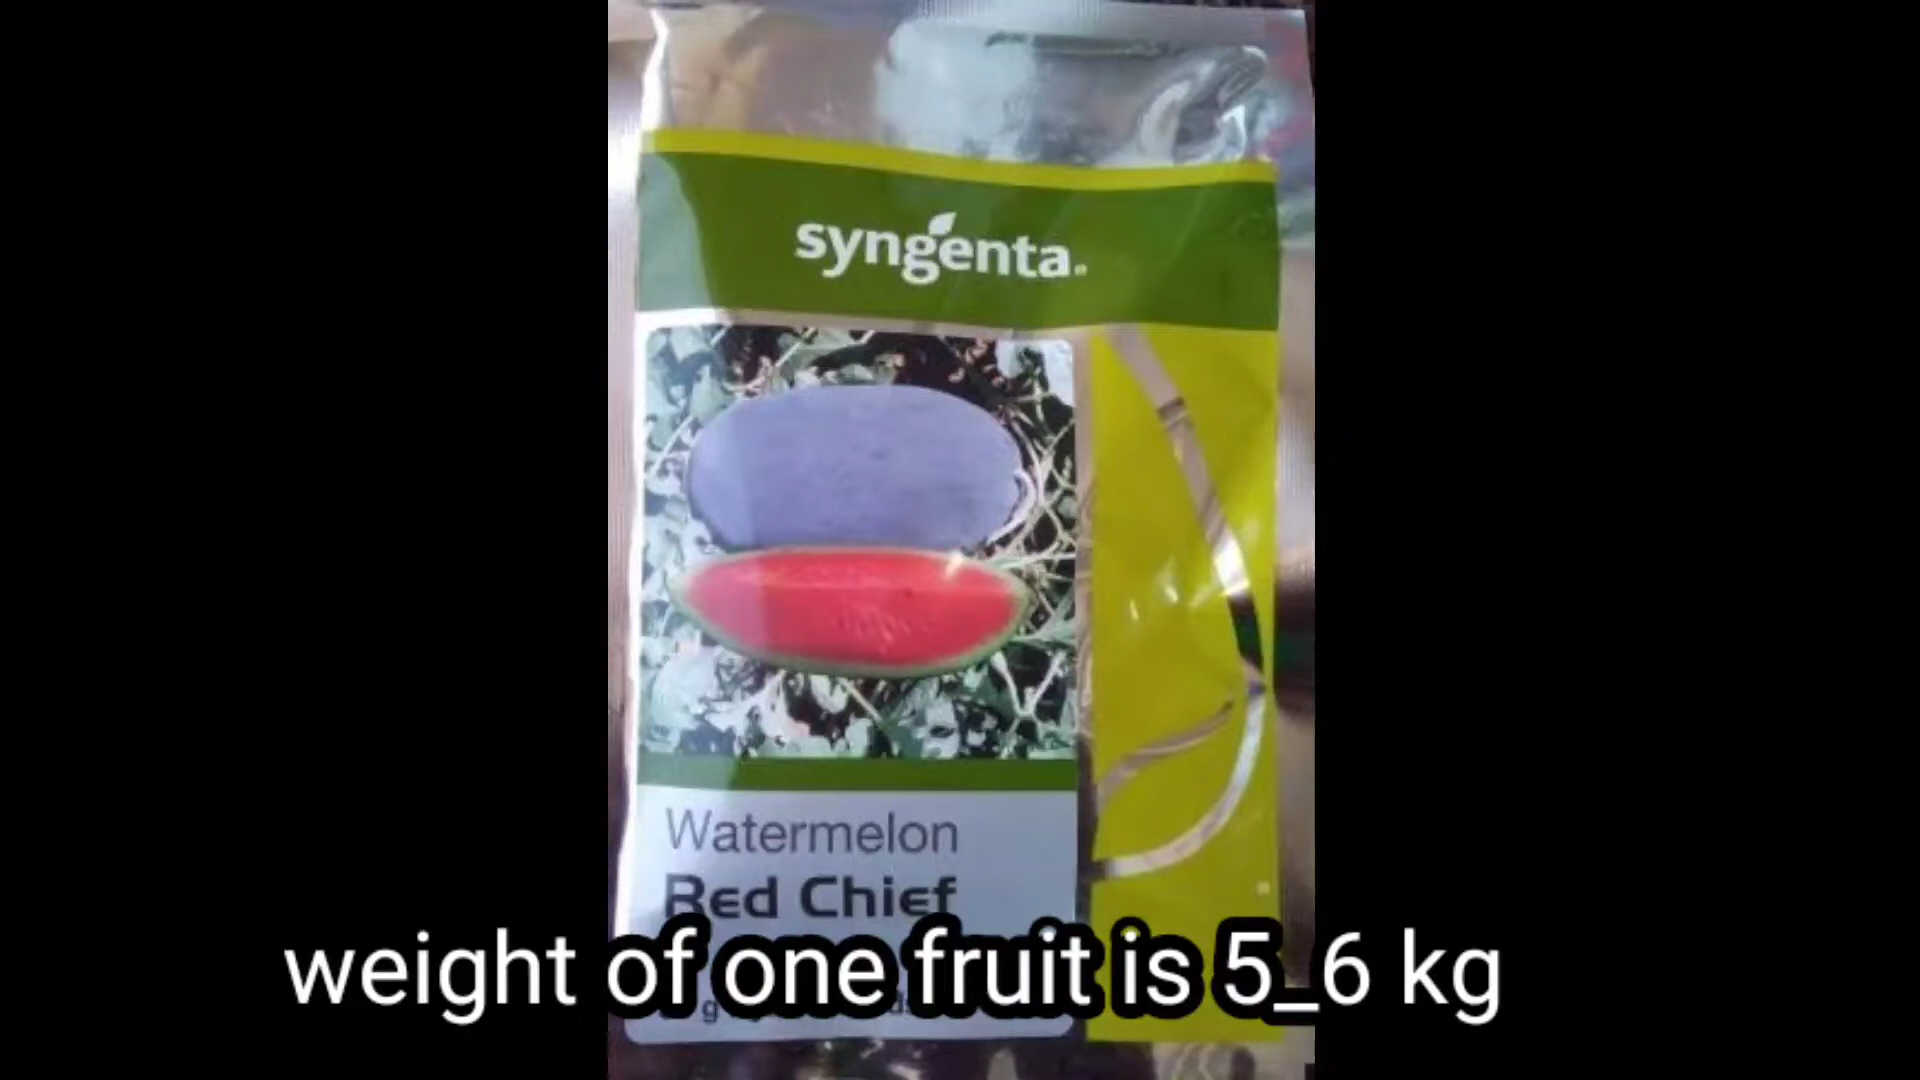 syngenta
Watermelon
Red Chief
weight of one fruit is 5_6 kg